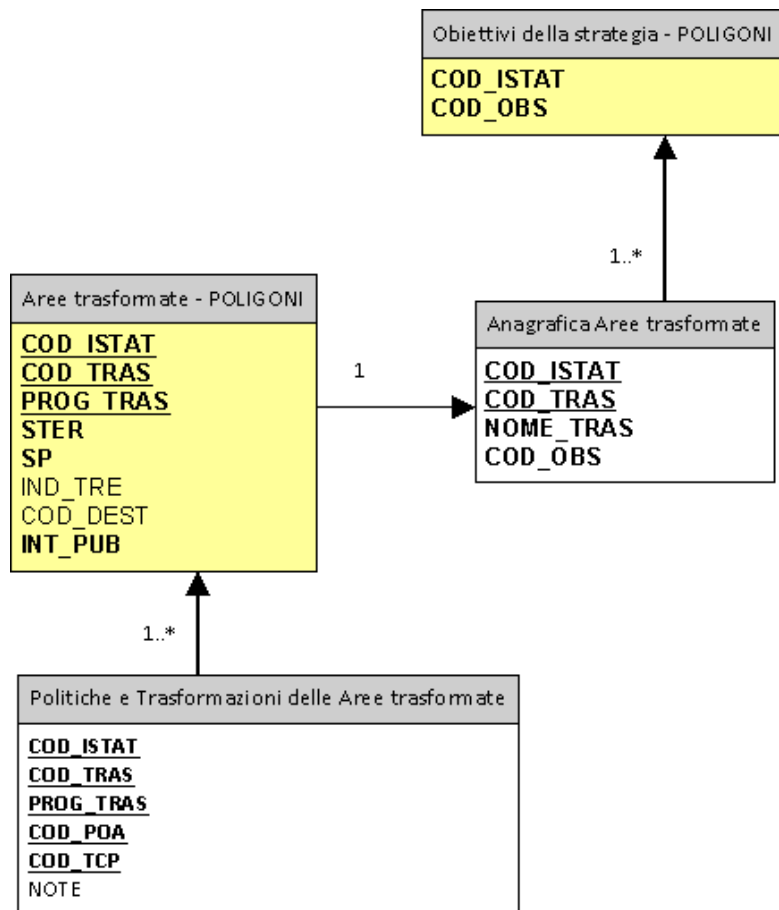 Obiettivi della strategia - POLIGONI
COD_ISTAT
COD_OBS
1..*
Aree trasformate - POLIGONI
COD_ISTAT
COD_TRAS
PROG_TRAS
STER
SP
IND_TRE
COD_DEST
INT_PUB
1
Anagrafica Aree trasformate
COD_ISTAT
COD_TRAS
NOME_TRAS
COD_OBS
1..*
Politiche e Trasformazioni delle Aree trasformate
COD_ISTAT
COD_TRAS
PROG_TRAS
COD_POA
COD_TCP
NOTE